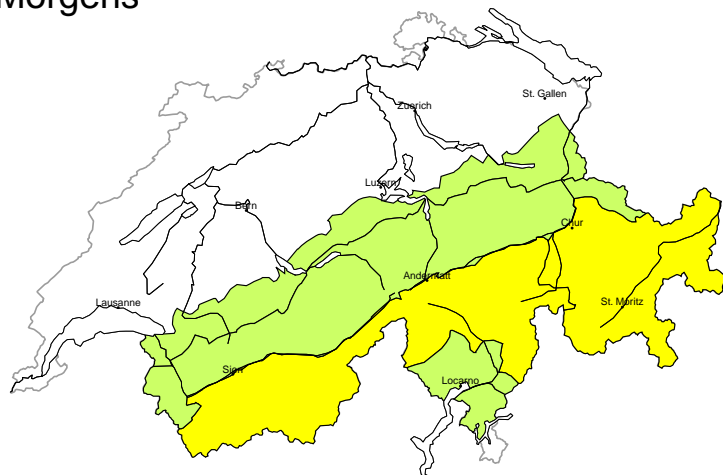 Morgens
St. Gallen
Zuerich
Luzern
Bern
Chur
Andermatt
Lausanne
St. Moritz
Sion
Locarno